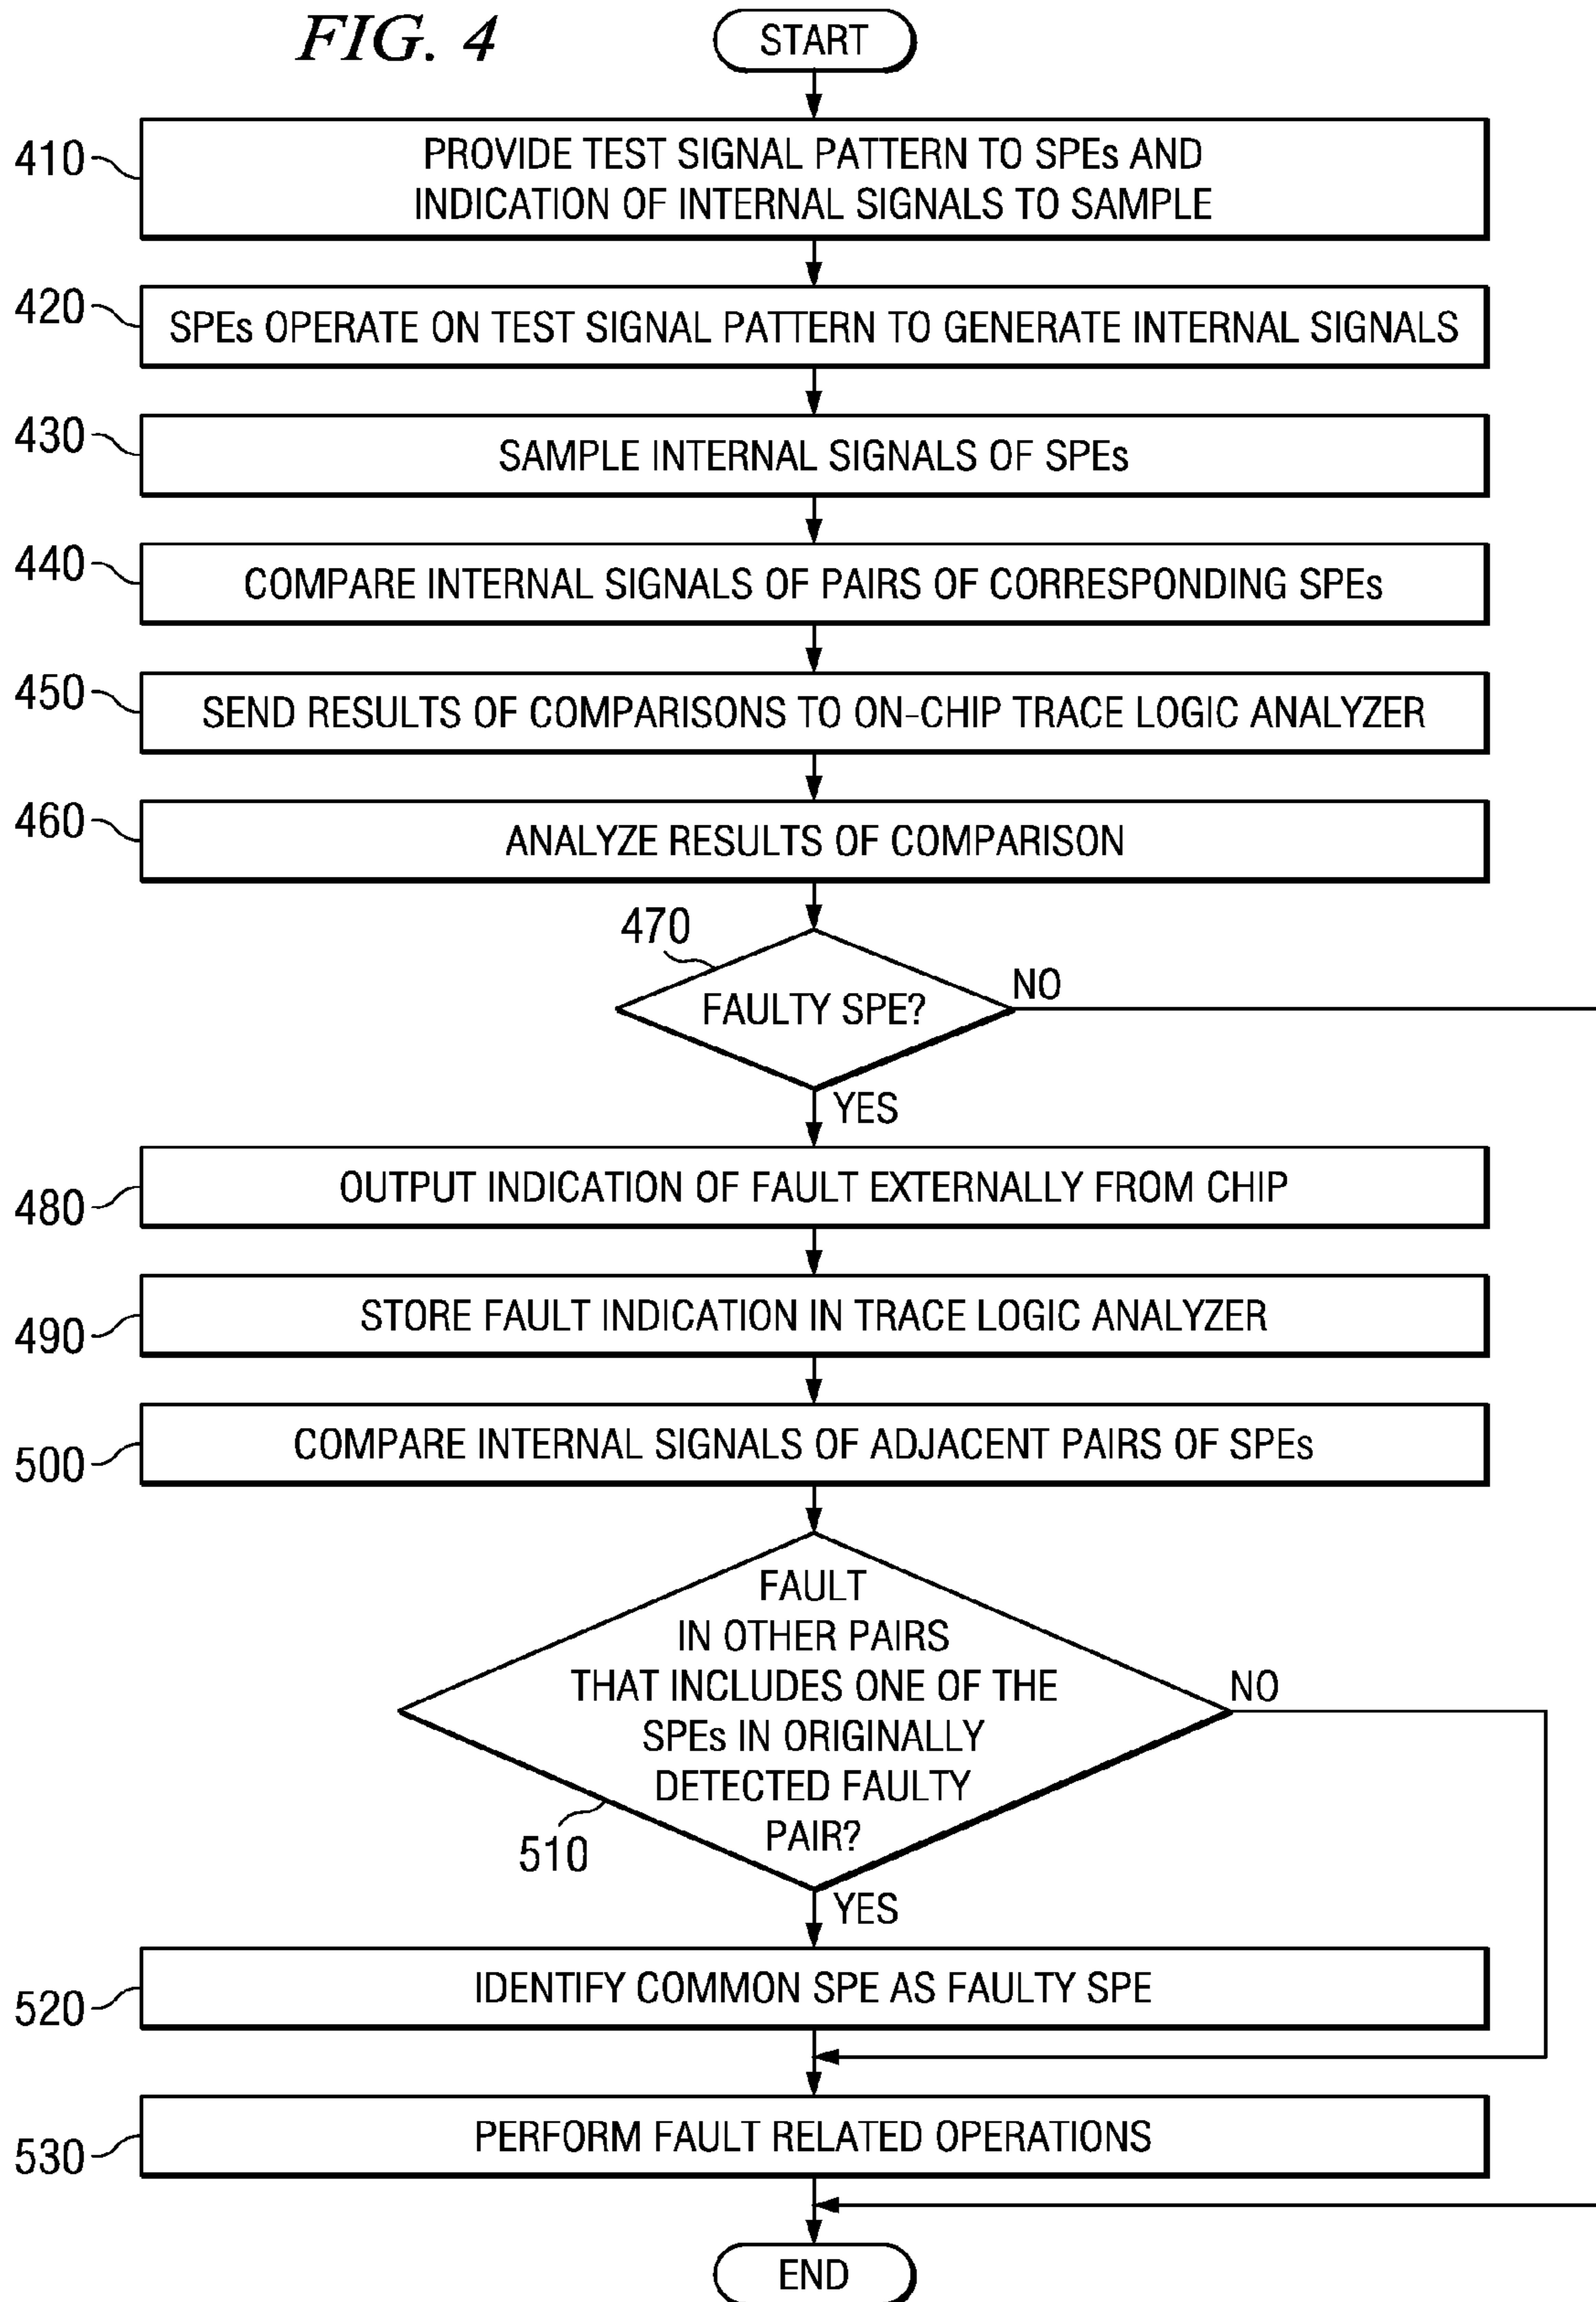 FIG. 4
START
410
PROVIDE TEST SIGNAL PATTERN TO SPEs AND
INDICATION OF INTERNAL SIGNALS TO SAMPLE
420
SPEs OPERATE ON TEST SIGNAL PATTERN TO GENERATE INTERNAL SIGNALS
430
SAMPLE INTERNAL SIGNALS OF SPEs
440
COMPARE INTERNAL SIGNALS OF PAIRS OF CORRESPONDING SPEs
450
SEND RESULTS OF COMPARISONS TO ON-CHIP TRACE LOGIC ANALYZER
460
ANALYZE RESULTS OF COMPARISON
470
FAULTY SPE?
NO
YES
480
OUTPUT INDICATION OF FAULT EXTERNALLY FROM CHIP
490
STORE FAULT INDICATION IN TRACE LOGIC ANALYZER
500
COMPARE INTERNAL SIGNALS OF ADJACENT PAIRS OF SPEs
FAULT
IN OTHER PAIRS
THAT INCLUDES ONE OF THE
SPEs IN ORIGINALLY
DETECTED FAULTY
PAIR?
NO
510
YES
520
IDENTIFY COMMON SPE AS FAULTY SPE
530
PERFORM FAULT RELATED OPERATIONS
END